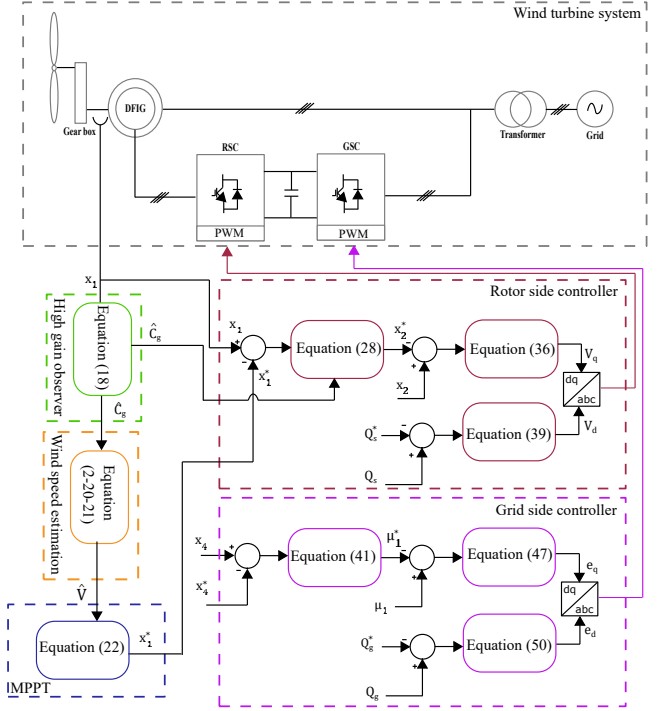 Wind turbine system
DFIG
Gear box
Transformer
Grid
RSC
GSC
PWM
PWM
x₁
High gain observer
Equation (18)
Ĉg
Ĉg
Wind speed estimation
Equation (2-20-21)
V̂
Equation (22)
x₁*
MPPT
Rotor side controller
x₁
+
-
x₁*
Equation (28)
x₂*
-
+
x₂
Equation (36)
Vq
dq
abc
Vd
Qs*
-
+
Qs
Equation (39)
Grid side controller
x₄
+
-
x₄*
Equation (41)
μ₁*
-
+
μ₁
Equation (47)
eq
dq
abc
ed
Qg*
-
+
Qg
Equation (50)